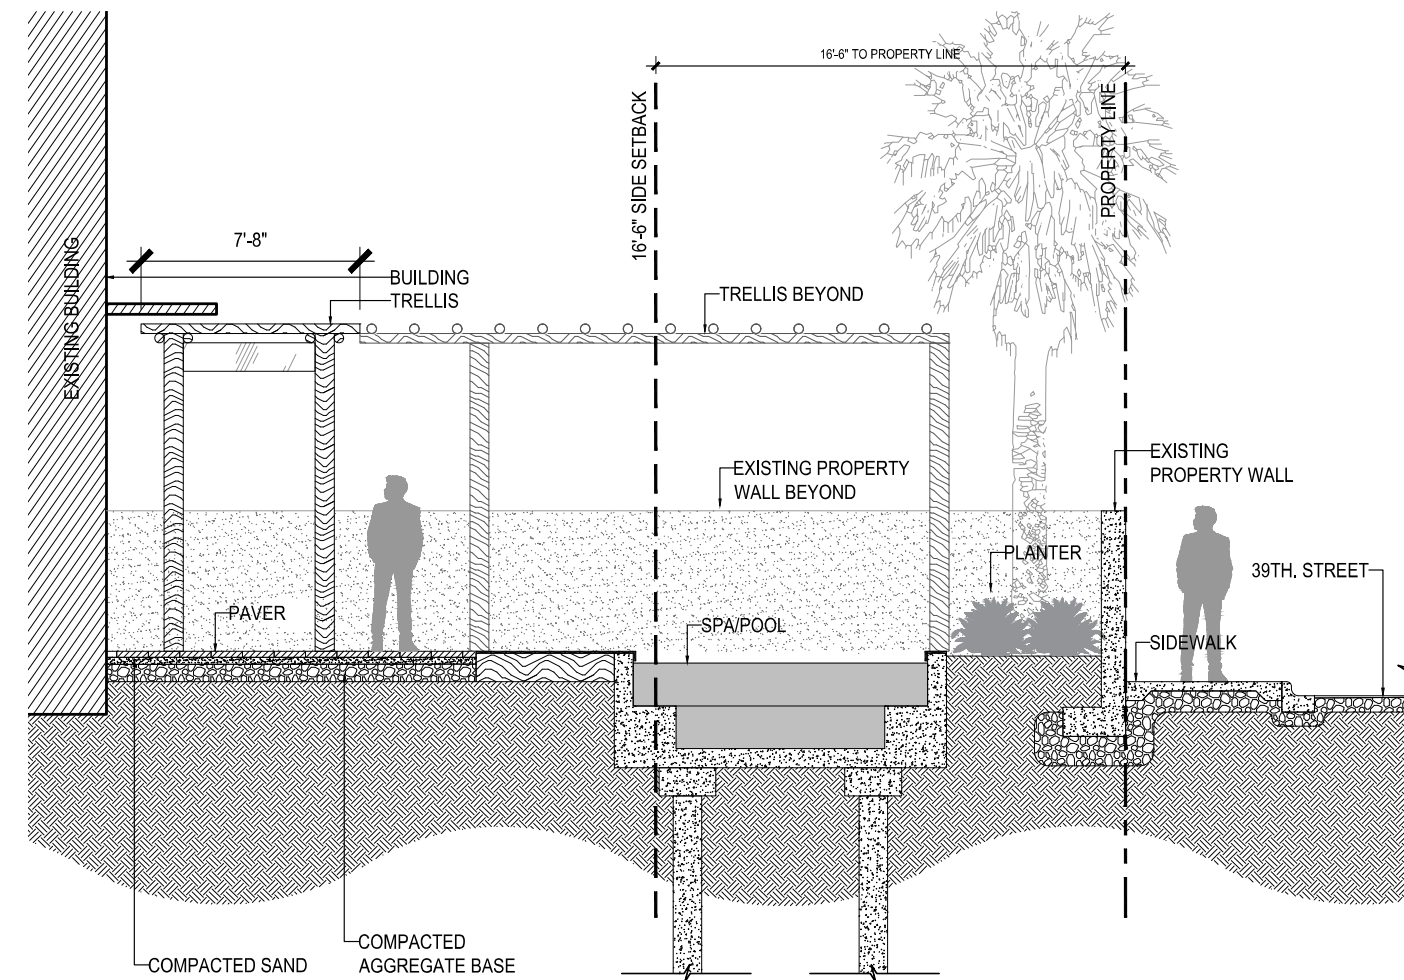 16'-6" TO PROPERTY LINE
16'-6" SIDE SETBACK
PROPERTY LINE
7'-8"
EXISTING BUILDING
BUILDING
TRELLIS
TRELLIS BEYOND
EXISTING PROPERTY
WALL BEYOND
EXISTING
PROPERTY WALL
PLANTER
39TH. STREET
PAVER
SPA/POOL
SIDEWALK
COMPACTED SAND
COMPACTED
AGGREGATE BASE